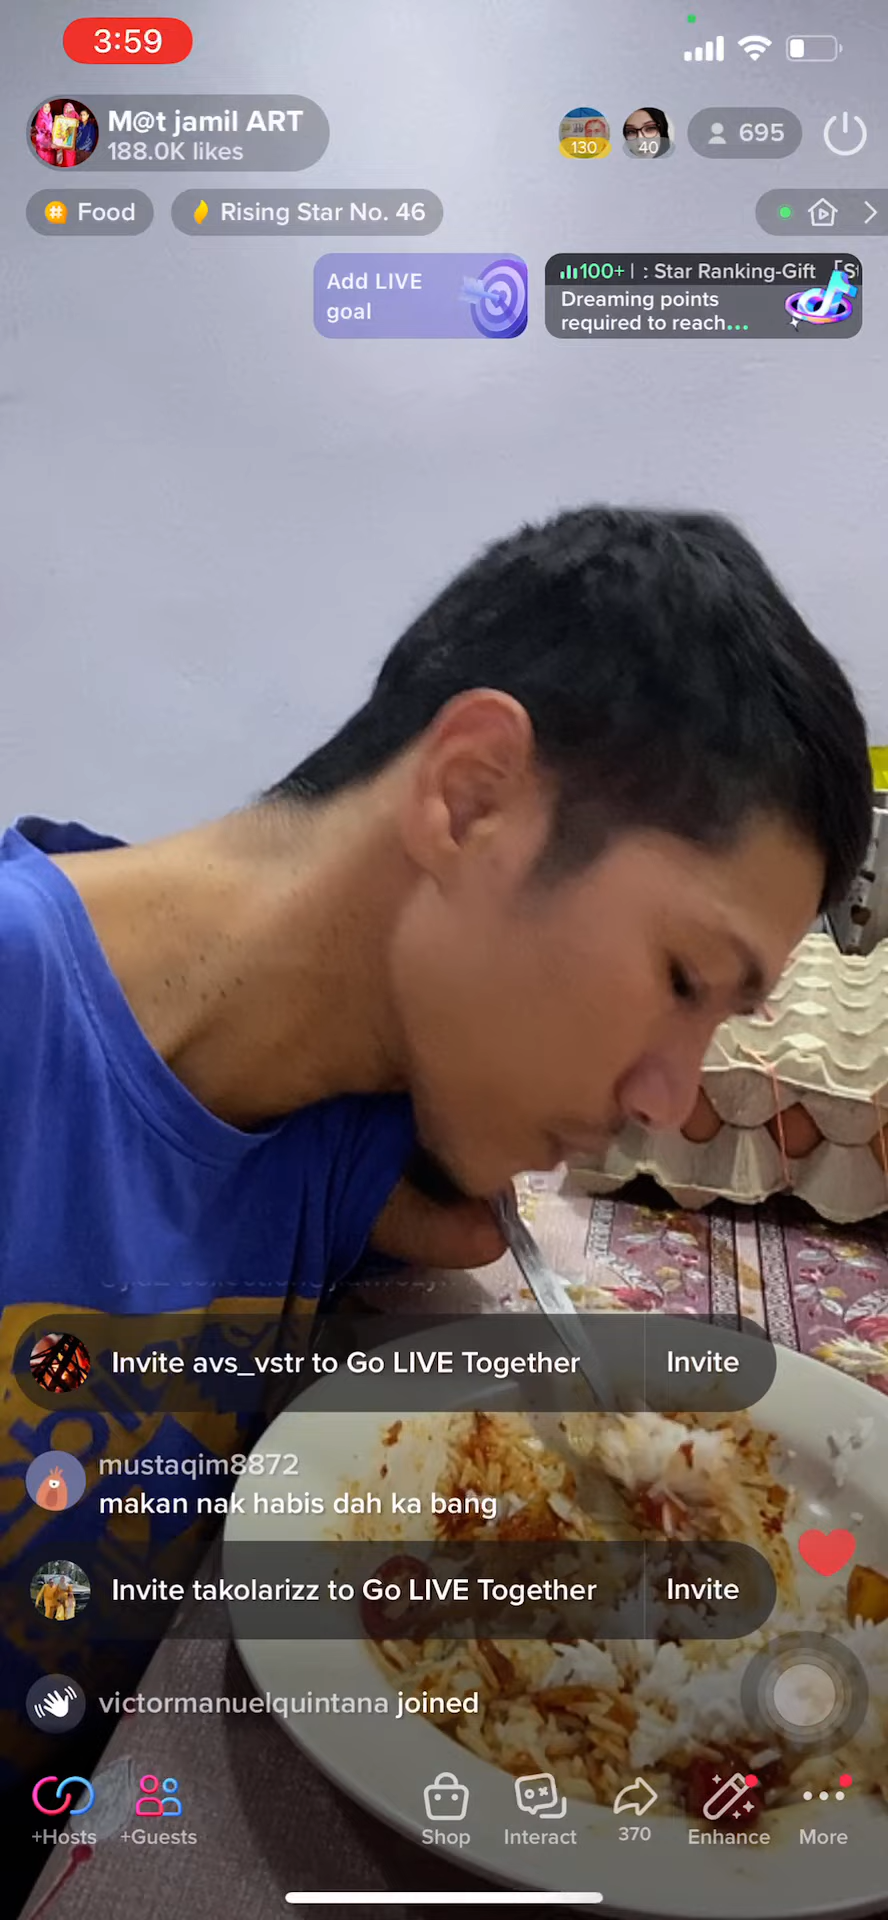 3:59
M@t jamil ART
188.0K likes
130
40
695
Food
Rising Star No. 46
Add LIVE
goal
100+ | : Star Ranking-Gift
Dreaming points
required to reach...
Invite avs_vstr to Go LIVE Together
Invite
mustaqim8872
makan nak habis dah ka bang
Invite takolarizz to Go LIVE Together
Invite
victormanuelquintana joined
+Hosts
+Guests
Shop
Interact
370
Enhance
More